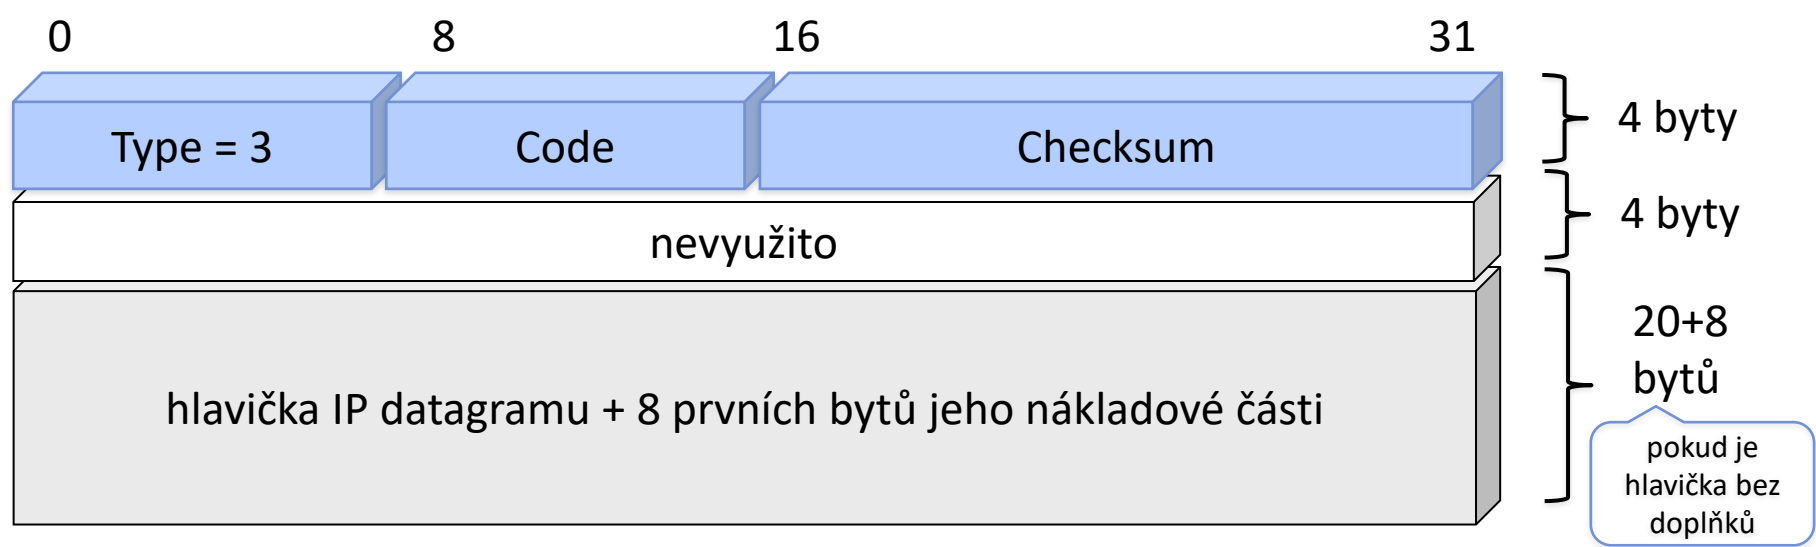 0 8 16 31
Type = 3 Code Checksum 4 byty
nevyužito 4 byty
hlavička IP datagramu + 8 prvních bytů jeho nákladové části
20+8
bytů
pokud je
hlavička bez
doplňků